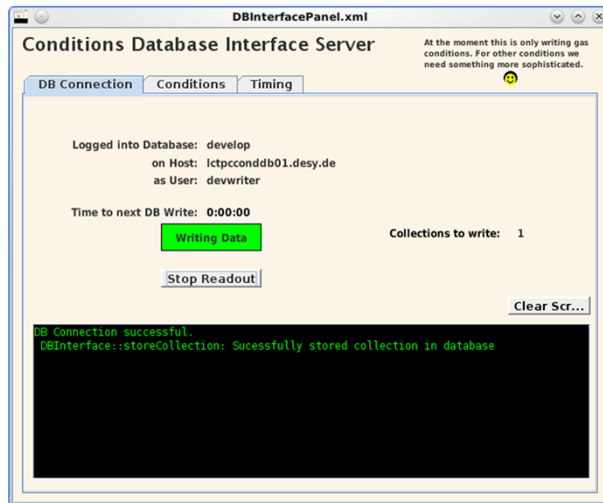 DBInterfacePanel.xml
Conditions Database Interface Server
At the moment this is only writing gas
conditions. For other conditions we
need something more sophisticated.
DB Connection
Conditions
Timing
Logged into Database: develop
on Host: lctpcconddb01.desy.de
as User: devwriter
Time to next DB Write: 0:00:00
Writing Data
Collections to write: 1
Stop Readout
Clear Scr...
DB Connection successful.
DBInterface::storeCollection: Sucessfully stored collection in database